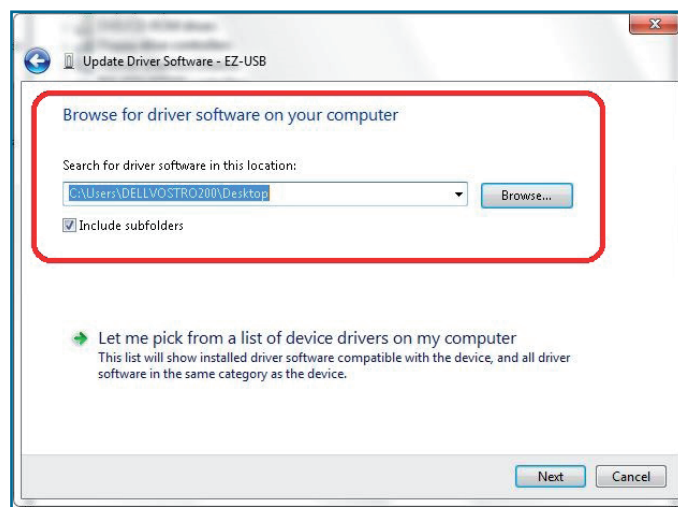 Update Driver Software - EZ-USB
Browse for driver software on your computer
Search for driver software in this location:
C:\Users\DELLVOSTRO200\Desktop
Browse...
Include subfolders
Let me pick from a list of device drivers on my computer
This list will show installed driver software compatible with the device, and all driver
software in the same category as the device.
Next
Cancel